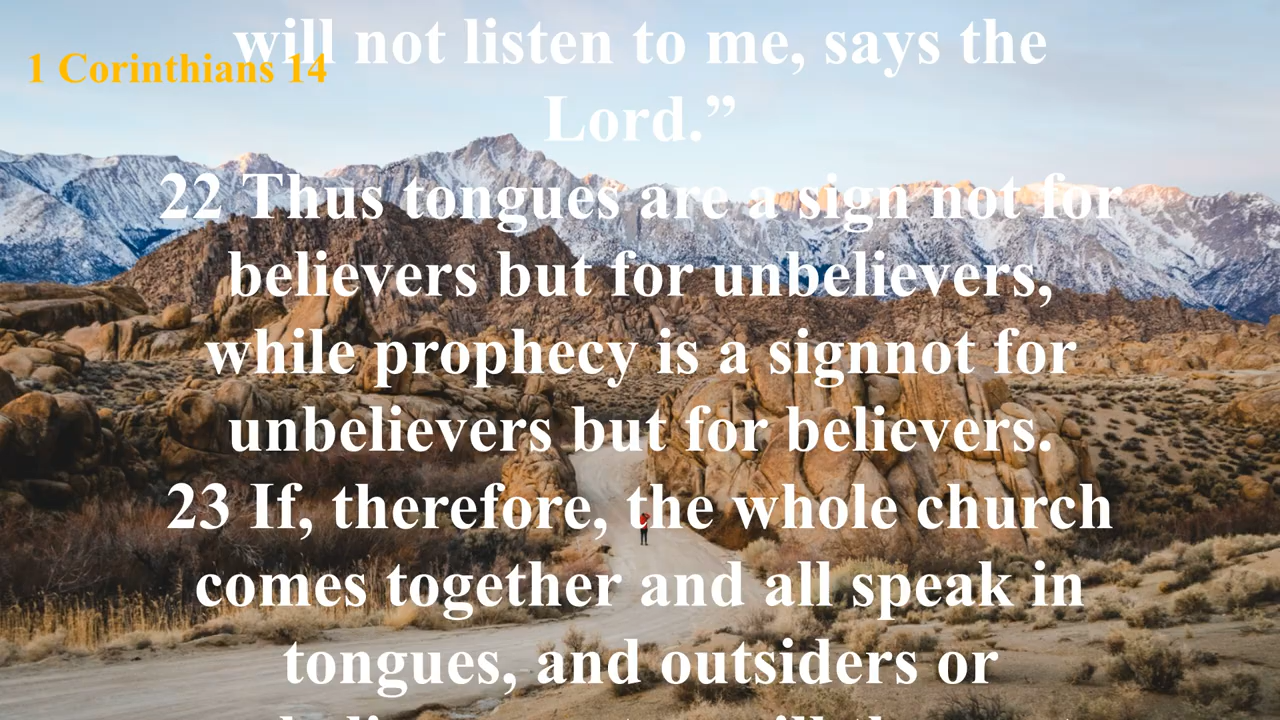 will not listen to me, says the
1 Corinthians 14
Lord.”
22 Thus tongues are a sign not for
believers but for unbelievers,
while prophecy is a signnot for
unbelievers but for believers.
23 If, therefore, the whole church
comes together and all speak in
tongues, and outsiders or